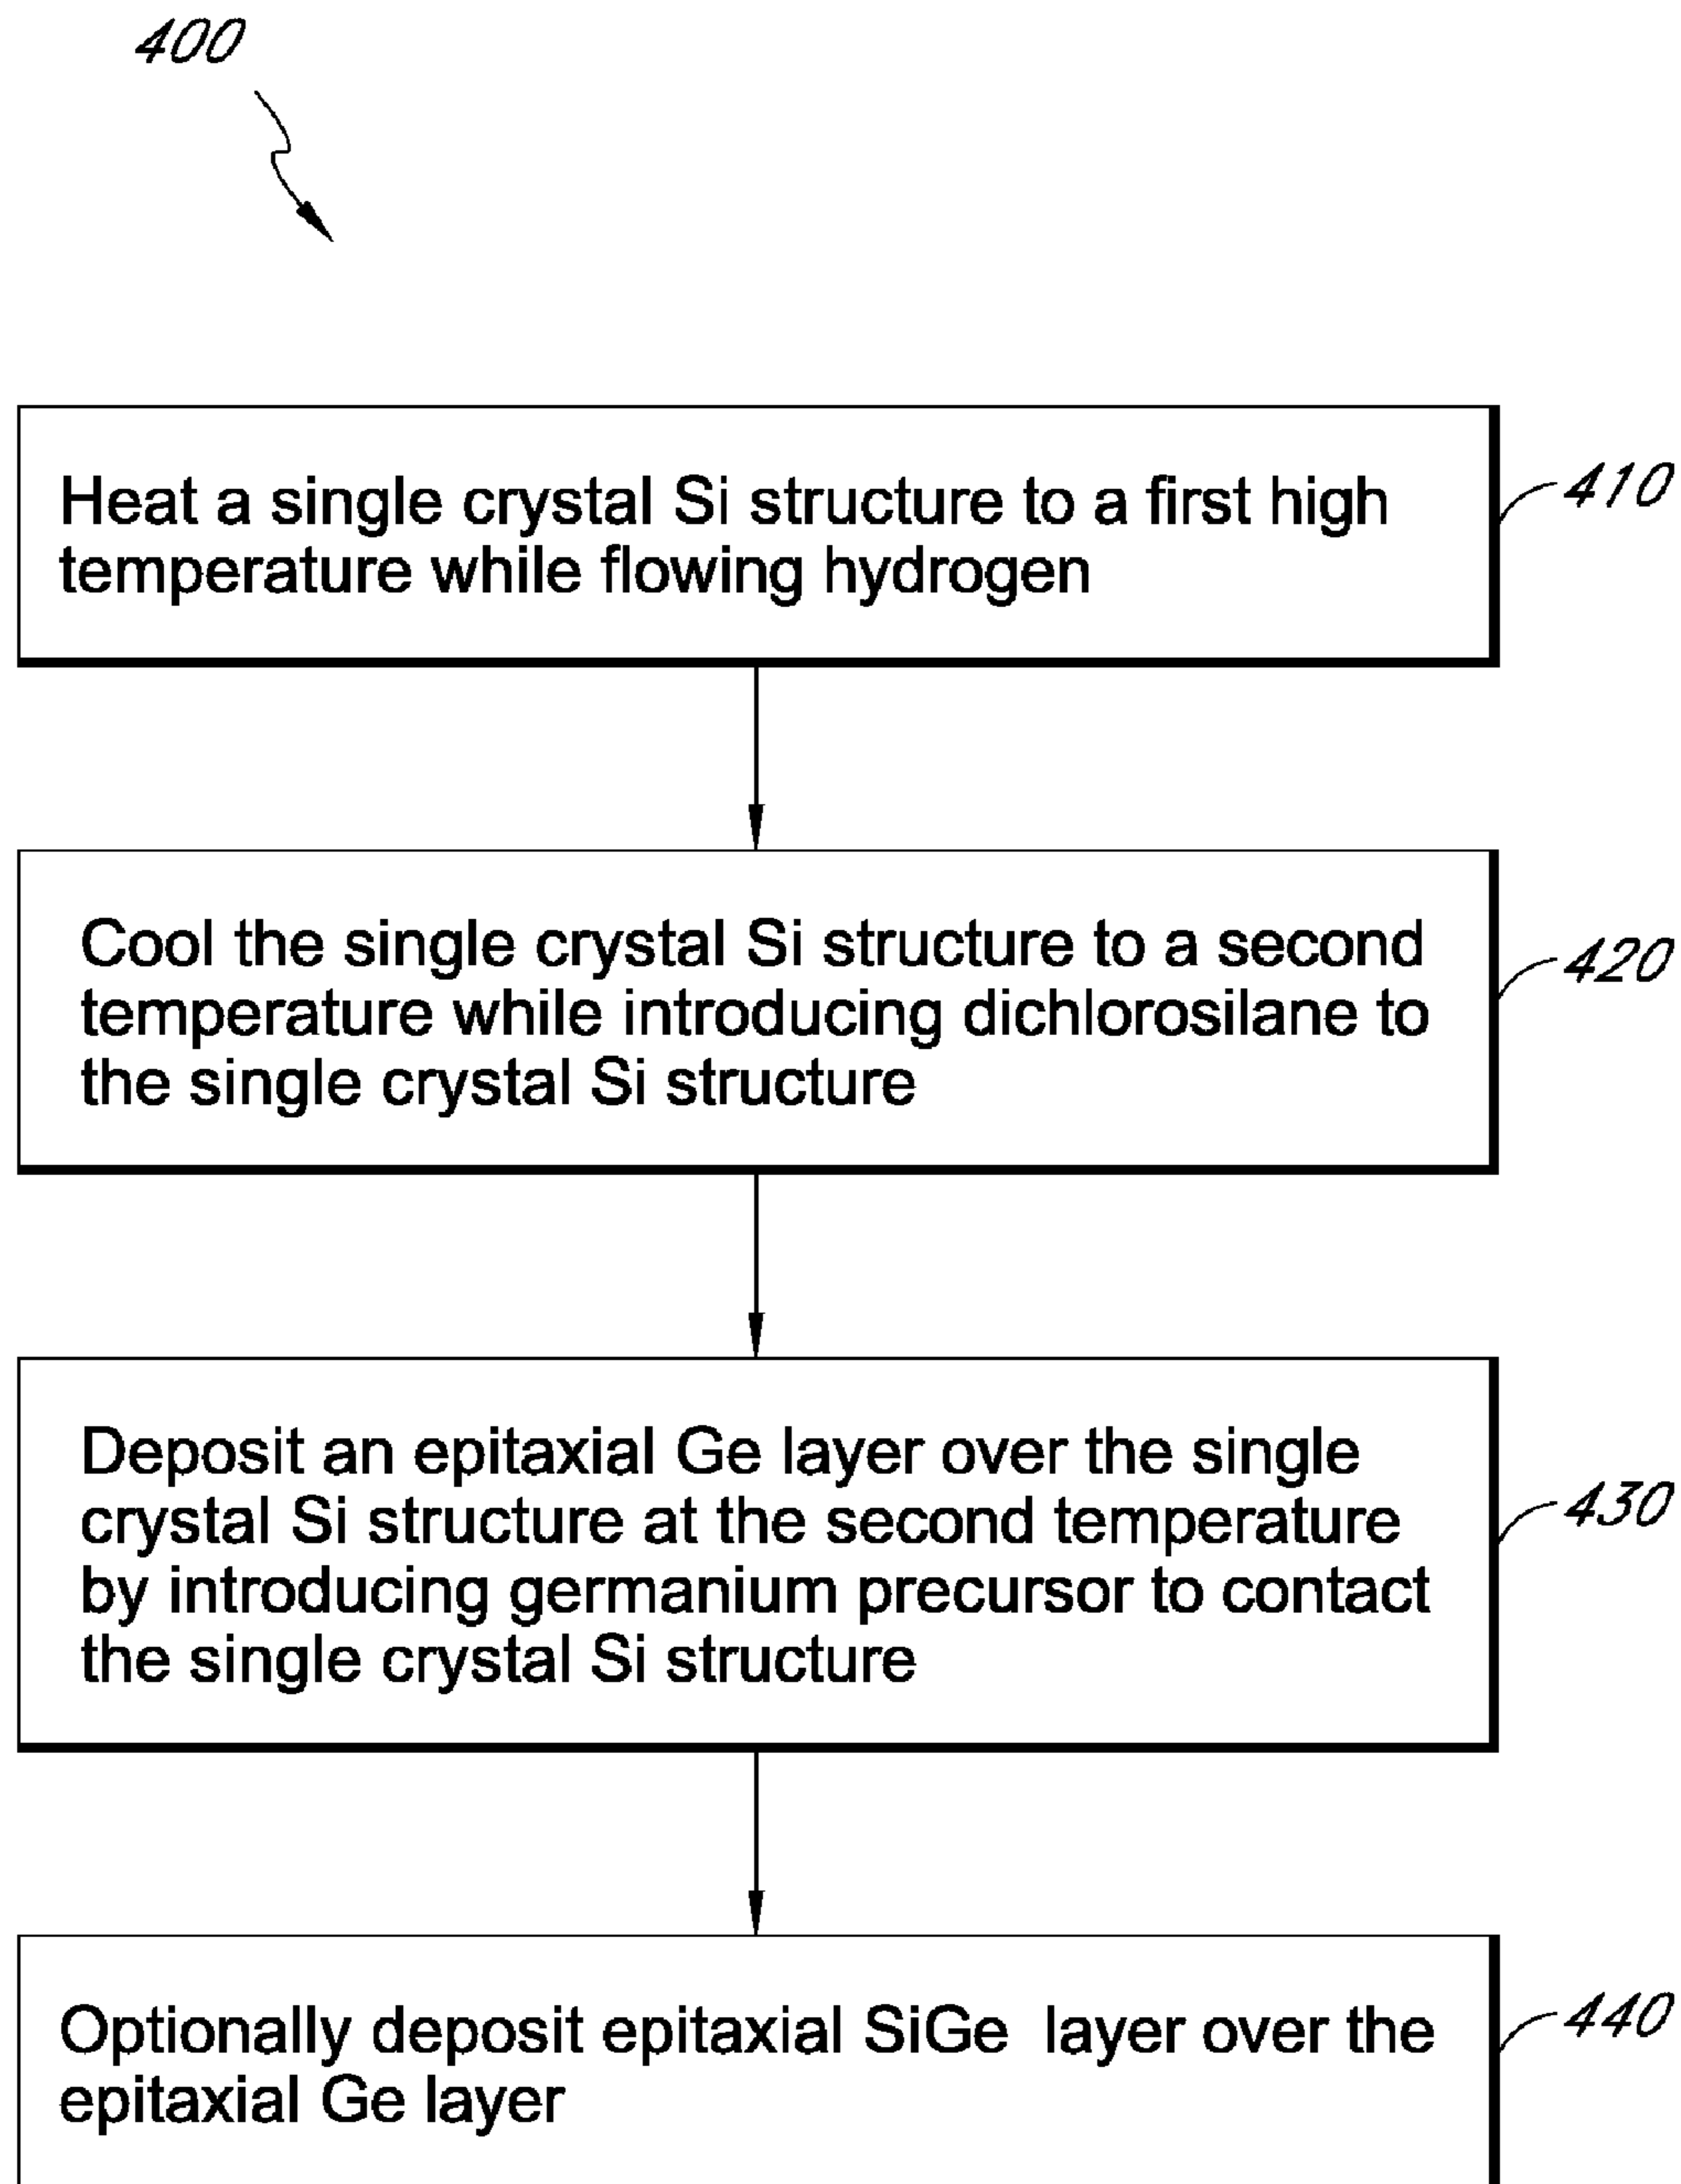 400
Heat a single crystal Si structure to a first high
temperature while flowing hydrogen
410
Cool the single crystal Si structure to a second
temperature while introducing dichlorosilane to
the single crystal Si structure
420
Deposit an epitaxial Ge layer over the single
crystal Si structure at the second temperature
by introducing germanium precursor to contact
the single crystal Si structure
430
Optionally deposit epitaxial SiGe layer over the
epitaxial Ge layer
440